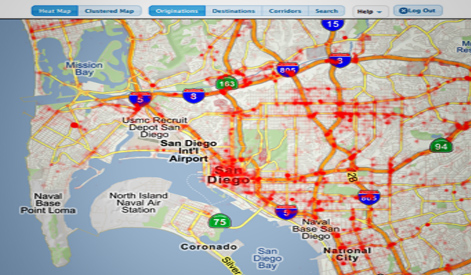 Heat Map
Clustered Map
Originations
Destinations
Corridors
Search
Help
Log Out
15
Mission
Bay
805
8
163
5
8
Usmc Recruit
Depot San
Diego
San Diego
Int'l
Airport
94
San
Diego
28
Naval
Base
Point Loma
North Island
Naval Air
Station
805
75
5
Naval
Base San
Diego
Coronado
National
City
San
Diego
Bay
Silver